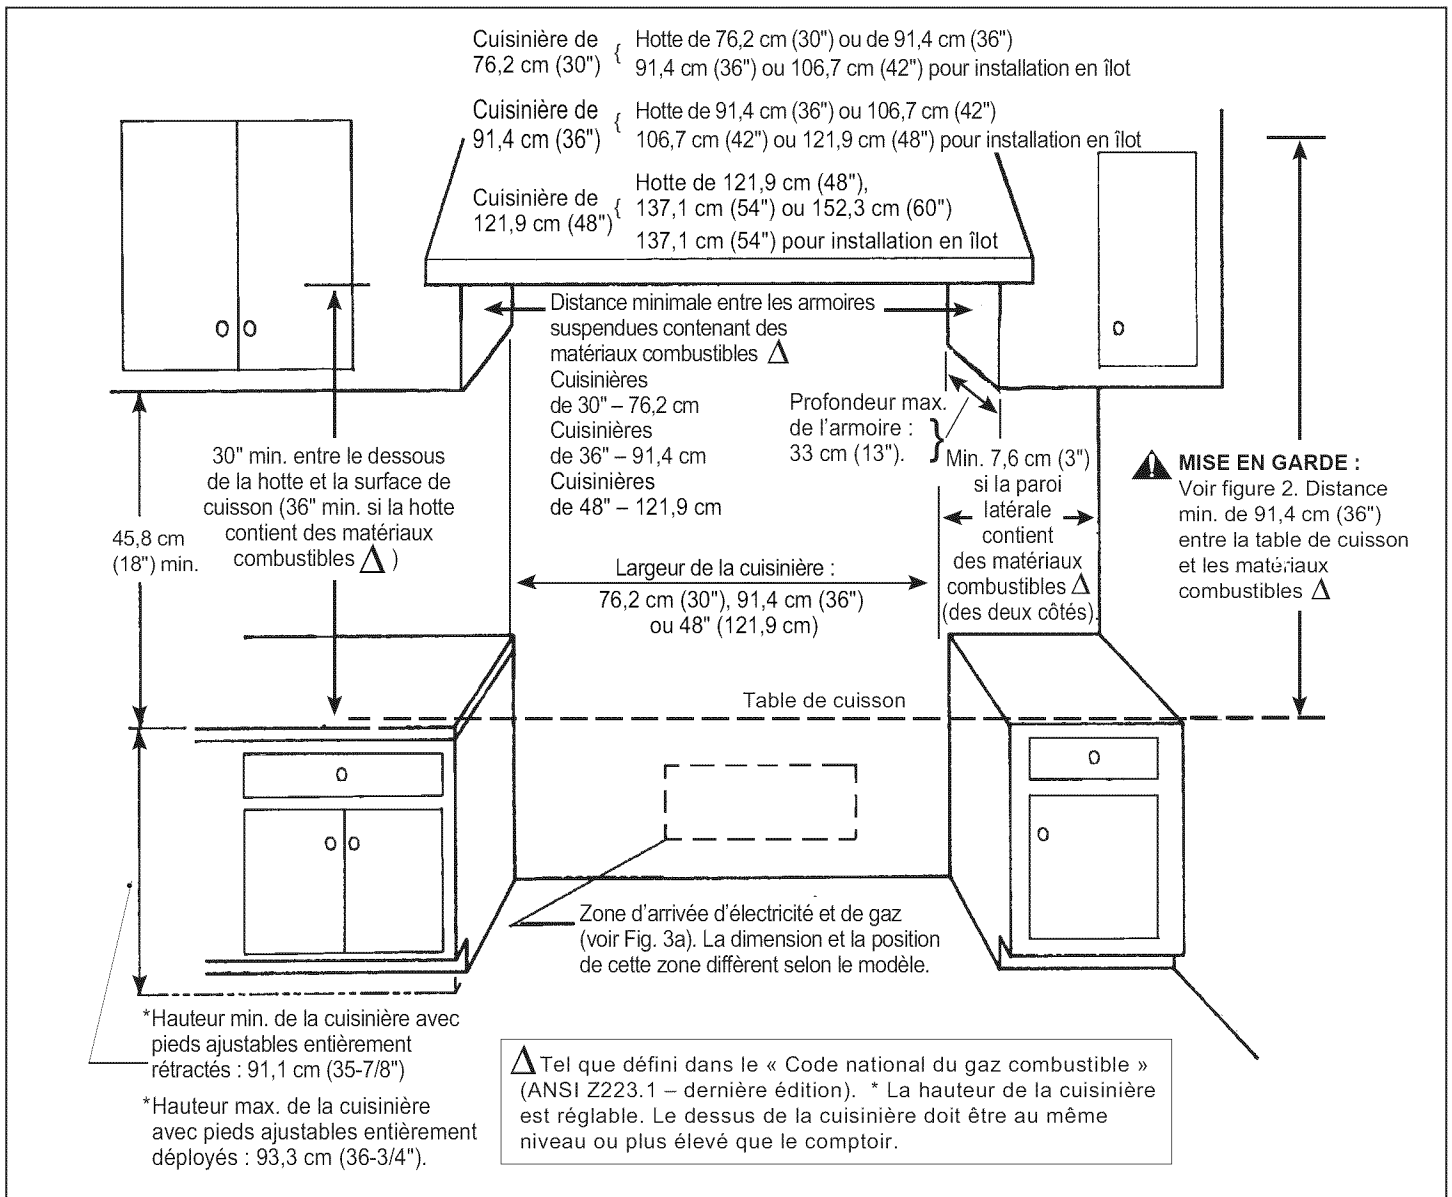 Cuisinière de
76,2 cm (30")
{
Hotte de 76,2 cm (30") ou de 91,4 cm (36")
91,4 cm (36") ou 106,7 cm (42") pour installation en îlot
Cuisinière de
91,4 cm (36")
{
Hotte de 91,4 cm (36") ou 106,7 cm (42")
106,7 cm (42") ou 121,9 cm (48") pour installation en îlot
Cuisinière de
121,9 cm (48")
{
Hotte de 121,9 cm (48"),
137,1 cm (54") ou 152,3 cm (60")
137,1 cm (54") pour installation en îlot
Distance minimale entre les armoires
suspendues contenant des
matériaux combustibles Δ
Cuisinières
de 30" – 76,2 cm
Cuisinières
de 36" – 91,4 cm
Cuisinières
de 48" – 121,9 cm
Profondeur max.
de l'armoire :
33 cm (13").
}
30" min. entre le dessous
de la hotte et la surface de
cuisson (36" min. si la hotte
contient des matériaux
combustibles Δ )
45,8 cm
(18") min.
Min. 7,6 cm (3")
si la paroi
latérale
contient
des matériaux
combustibles Δ
(des deux côtés).
MISE EN GARDE :
Voir figure 2. Distance
min. de 91,4 cm (36")
entre la table de cuisson
et les matériaux
combustibles Δ
Largeur de la cuisinière :
76,2 cm (30"), 91,4 cm (36")
ou 48" (121,9 cm)
Table de cuisson
Zone d'arrivée d'électricité et de gaz
(voir Fig. 3a). La dimension et la position
de cette zone diffèrent selon le modèle.
*Hauteur min. de la cuisinière avec
pieds ajustables entièrement
rétractés : 91,1 cm (35-7/8")
*Hauteur max. de la cuisinière
avec pieds ajustables entièrement
déployés : 93,3 cm (36-3/4").
Δ Tel que défini dans le « Code national du gaz combustible »
(ANSI Z223.1 – dernière édition). * La hauteur de la cuisinière
est réglable. Le dessus de la cuisinière doit être au même
niveau ou plus élevé que le comptoir.